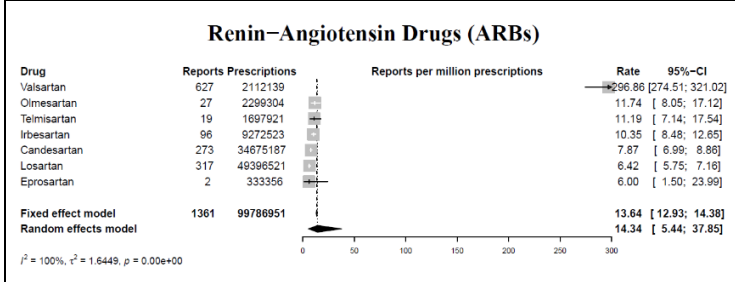 Renin−Angiotensin Drugs (ARBs)
Drug Reports Prescriptions Reports per million prescriptions Rate 95%−CI
Valsartan 627 2112139 296.86 [274.51; 321.02]
Olmesartan 27 2299304 11.74 [ 8.05; 17.12]
Telmisartan 19 1697921 11.19 [ 7.14; 17.54]
Irbesartan 96 9272523 10.35 [ 8.48; 12.65]
Candesartan 273 34675187 7.87 [ 6.99; 8.86]
Losartan 317 49396521 6.42 [ 5.75; 7.16]
Eprosartan 2 333356 6.00 [ 1.50; 23.99]
Fixed effect model 1361 99786951 13.64 [12.93; 14.38]
Random effects model 14.34 [ 5.44; 37.85]
0 50 100 150 200 250 300
I² = 100%, τ² = 1.6449, p = 0.00e+00